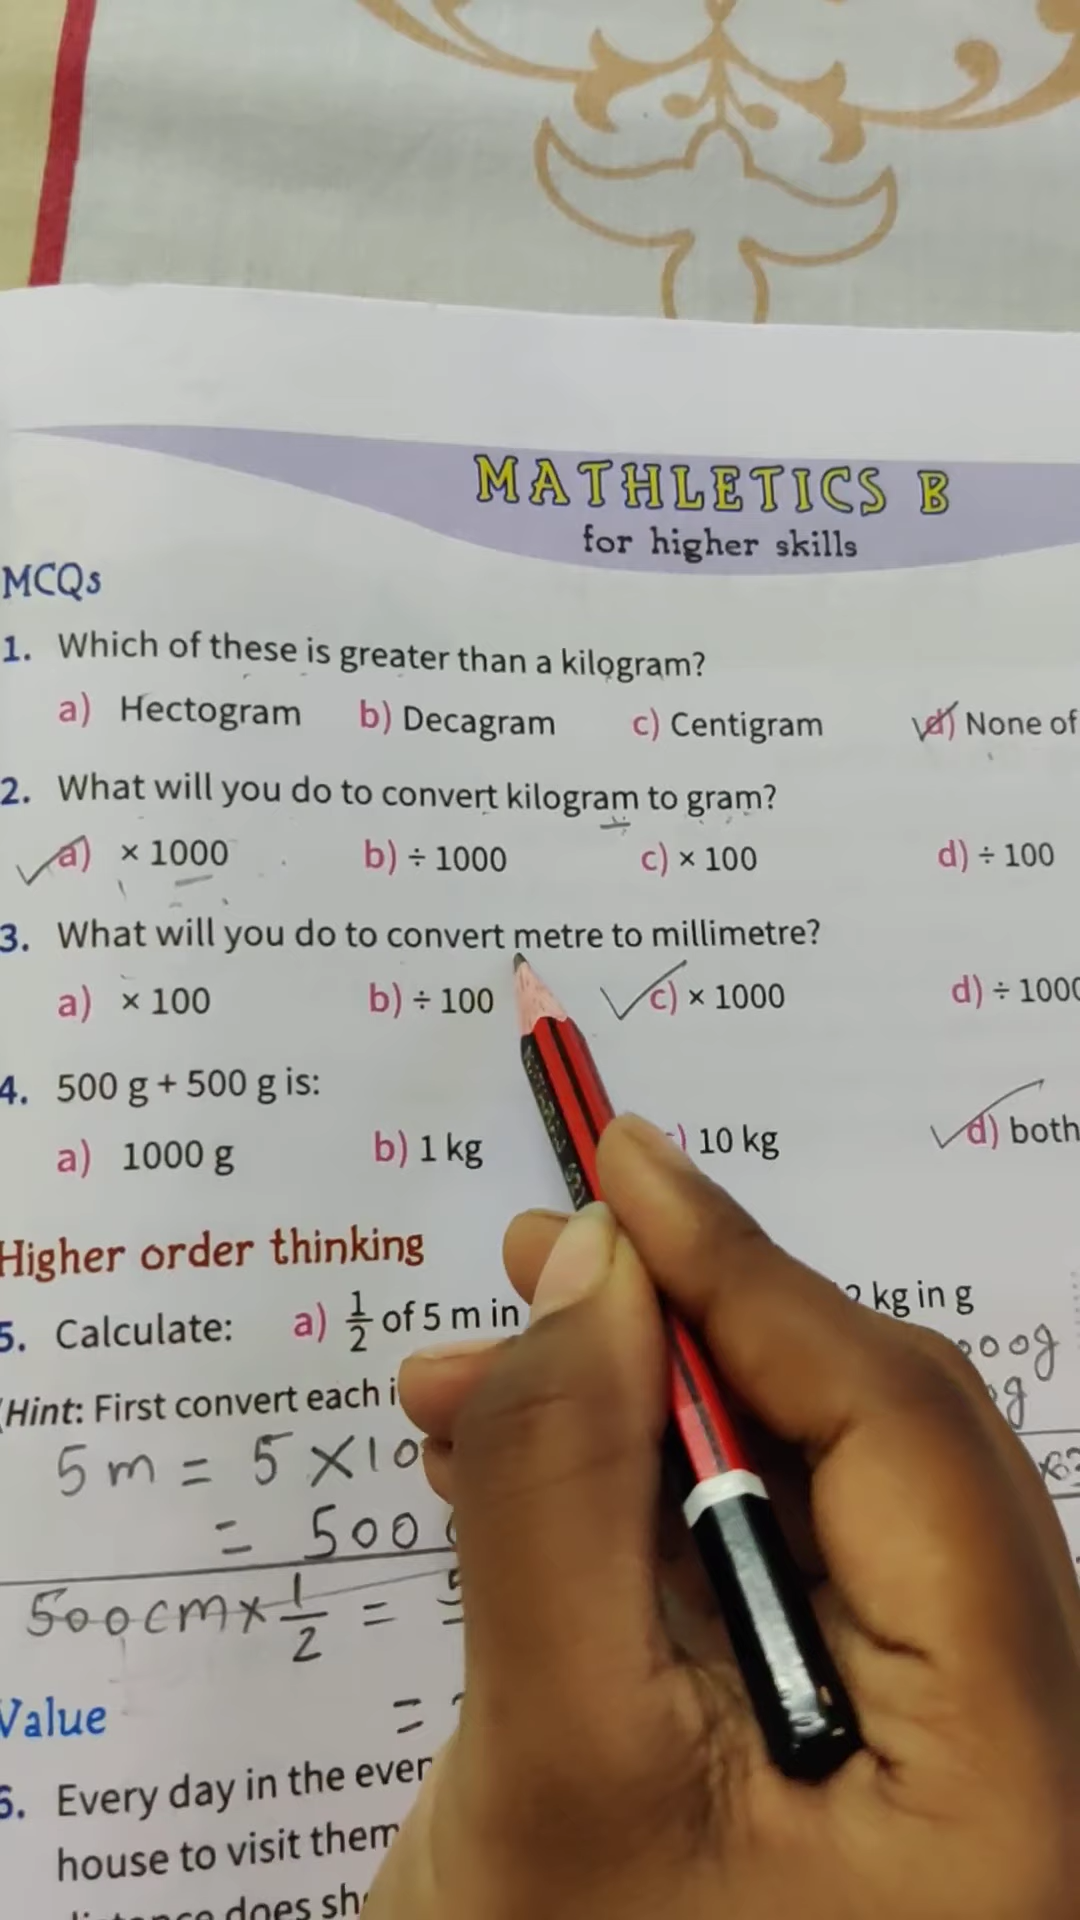 MATHLETICS B
for higher skills
MCQs
1. Which of these is greater than a kilogram?
a) Hectogram b) Decagram c) Centigram d) None of
2. What will you do to convert kilogram to gram?
a) × 1000 b) ÷ 1000 c) × 100 d) ÷ 100
3. What will you do to convert metre to millimetre?
a) × 100 b) ÷ 100 c) × 1000 d) ÷ 1000
4. 500 g + 500 g is:
a) 1000 g b) 1 kg 10 kg d) both
Higher order thinking
5. Calculate: a) 1/2 of 5 m in kg in g
(Hint: First convert each
5 m = 5 × 10
= 500
500cm × 1/2 =
Value =
6. Every day in the
house to visit them
does